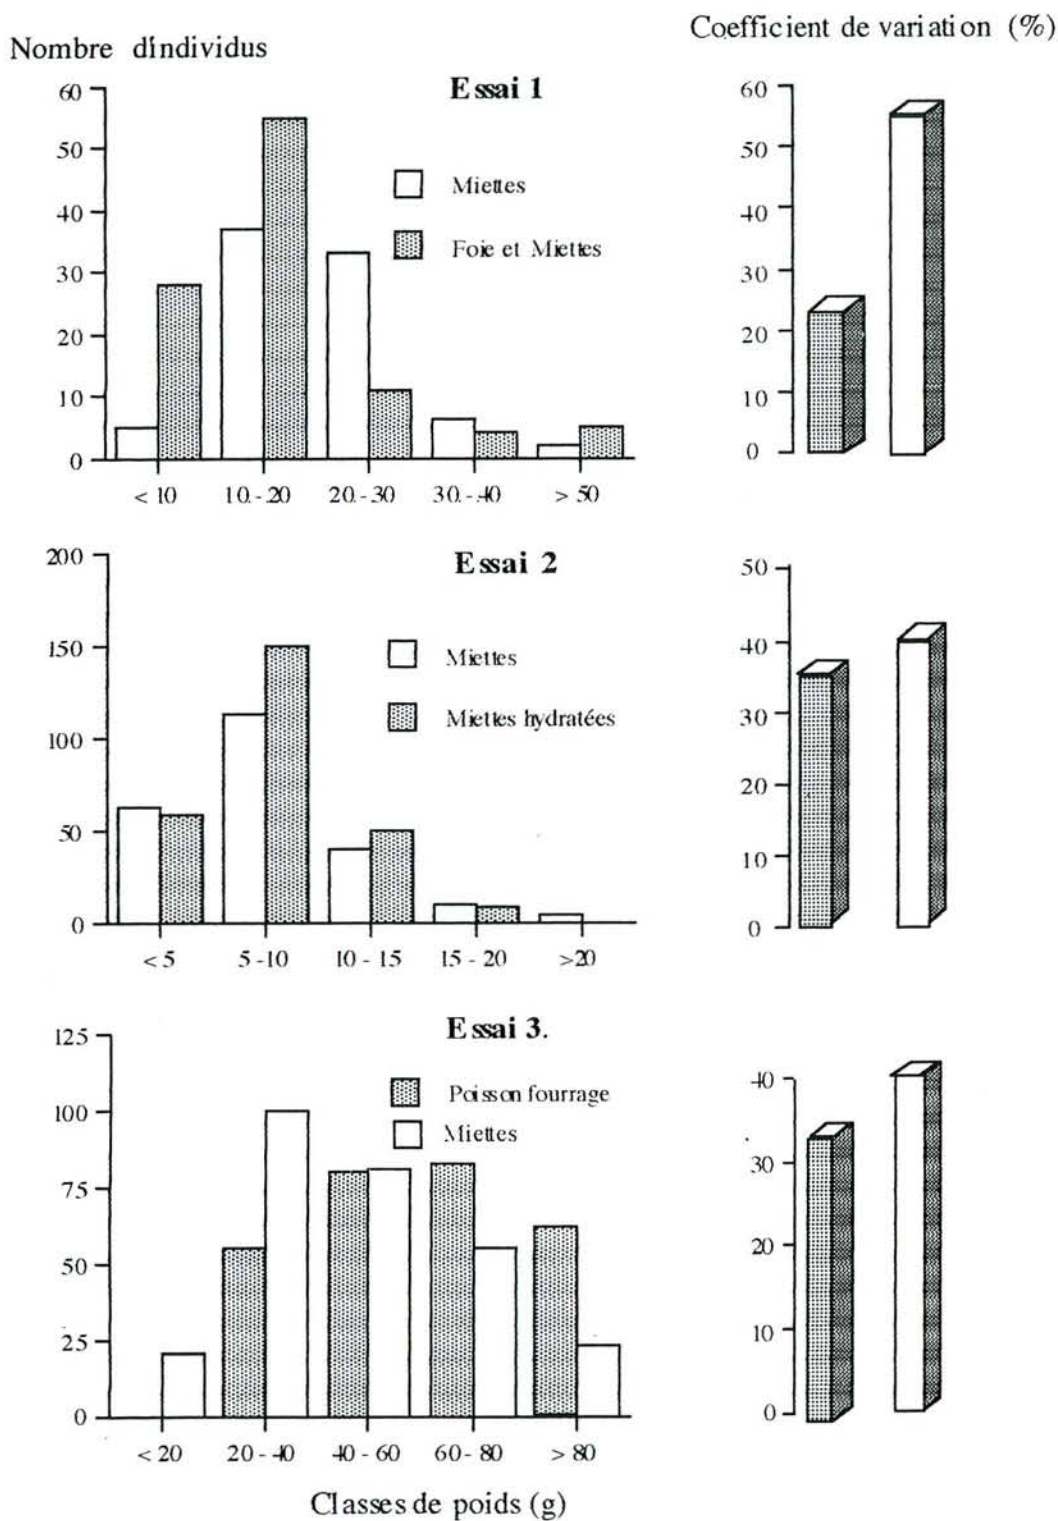 Nombre díndividus
Coefficient de variation (%)
Essai 1
60
50
40
30
20
10
0
Miettes
Foie et Miettes
< 10 10.-.20 20.-30 30.-.40 > 50
60
50
40
30
20
10
0
Essai 2
200
150
100
50
0
Miettes
Miettes hydratées
<5 5-10 10 - 15 15 - 20 >20
50
40
30
20
10
0
Essai 3.
125
100
75
50
25
0
Poisson fourrage
Miettes
< 20 20 - 40 40 - 60 60 - 80 > 80
40
30
20
10
0
Classes de poids (g)